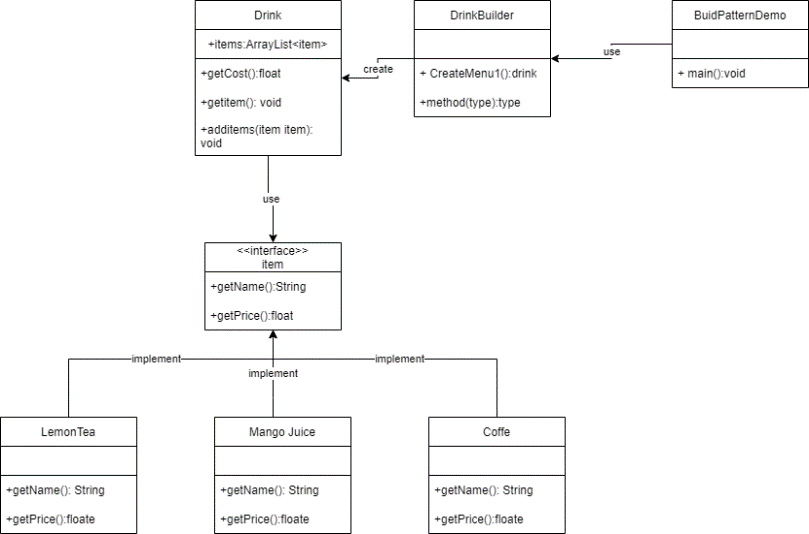 Drink
+items:ArrayList<item>
+getCost():float
+getitem(): void
+additems(item item):
void
create
DrinkBuilder
+ CreateMenu1():drink
+method(type):type
use
BuidPatternDemo
+ main():void
use
<<interface>>
item
+getName():String
+getPrice():float
implement
implement
implement
LemonTea
+getName(): String
+getPrice():floate
Mango Juice
+getName(): String
+getPrice():floate
Coffe
+getName(): String
+getPrice():floate